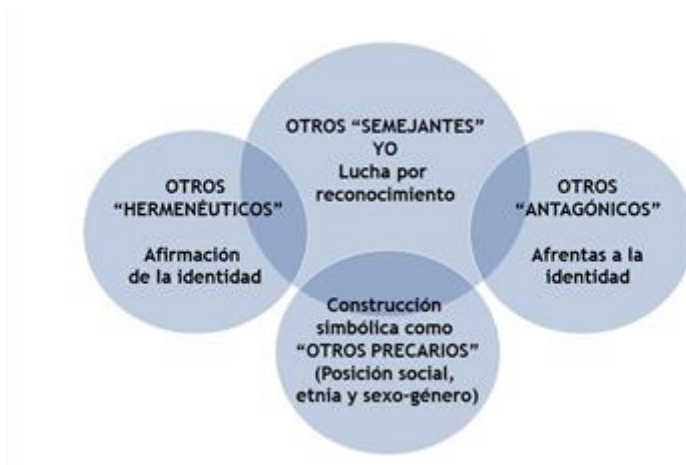 OTROS “SEMEJANTES”
YO
Lucha por
reconocimiento
OTROS
“HERMENÉUTICOS”
Afirmación
de la identidad
OTROS
“ANTAGÓNICOS”
Afrentas a la
identidad
Construcción
simbólica como
“OTROS PRECARIOS”
(Posición social,
etnia y sexo-género)